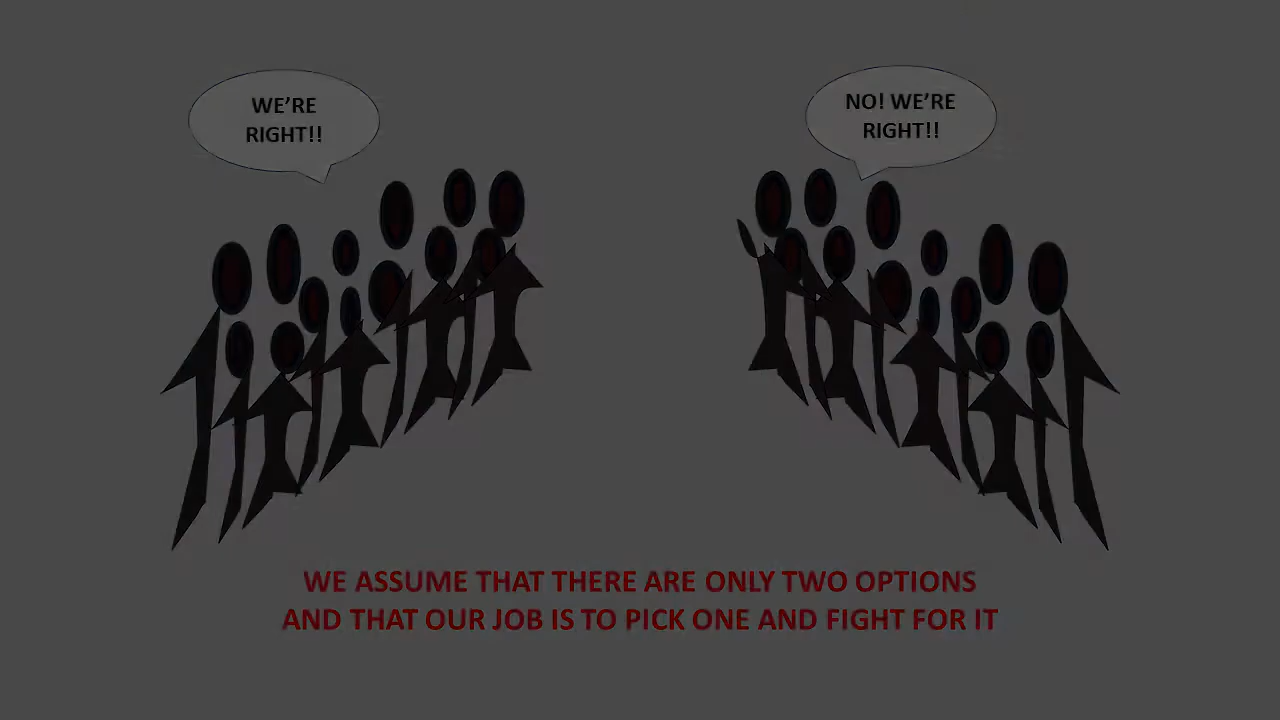 WE'RE
RIGHT!!
NO! WE'RE
RIGHT!!
WE ASSUME THAT THERE ARE ONLY TWO OPTIONS
AND THAT OUR JOB IS TO PICK ONE AND FIGHT FOR IT